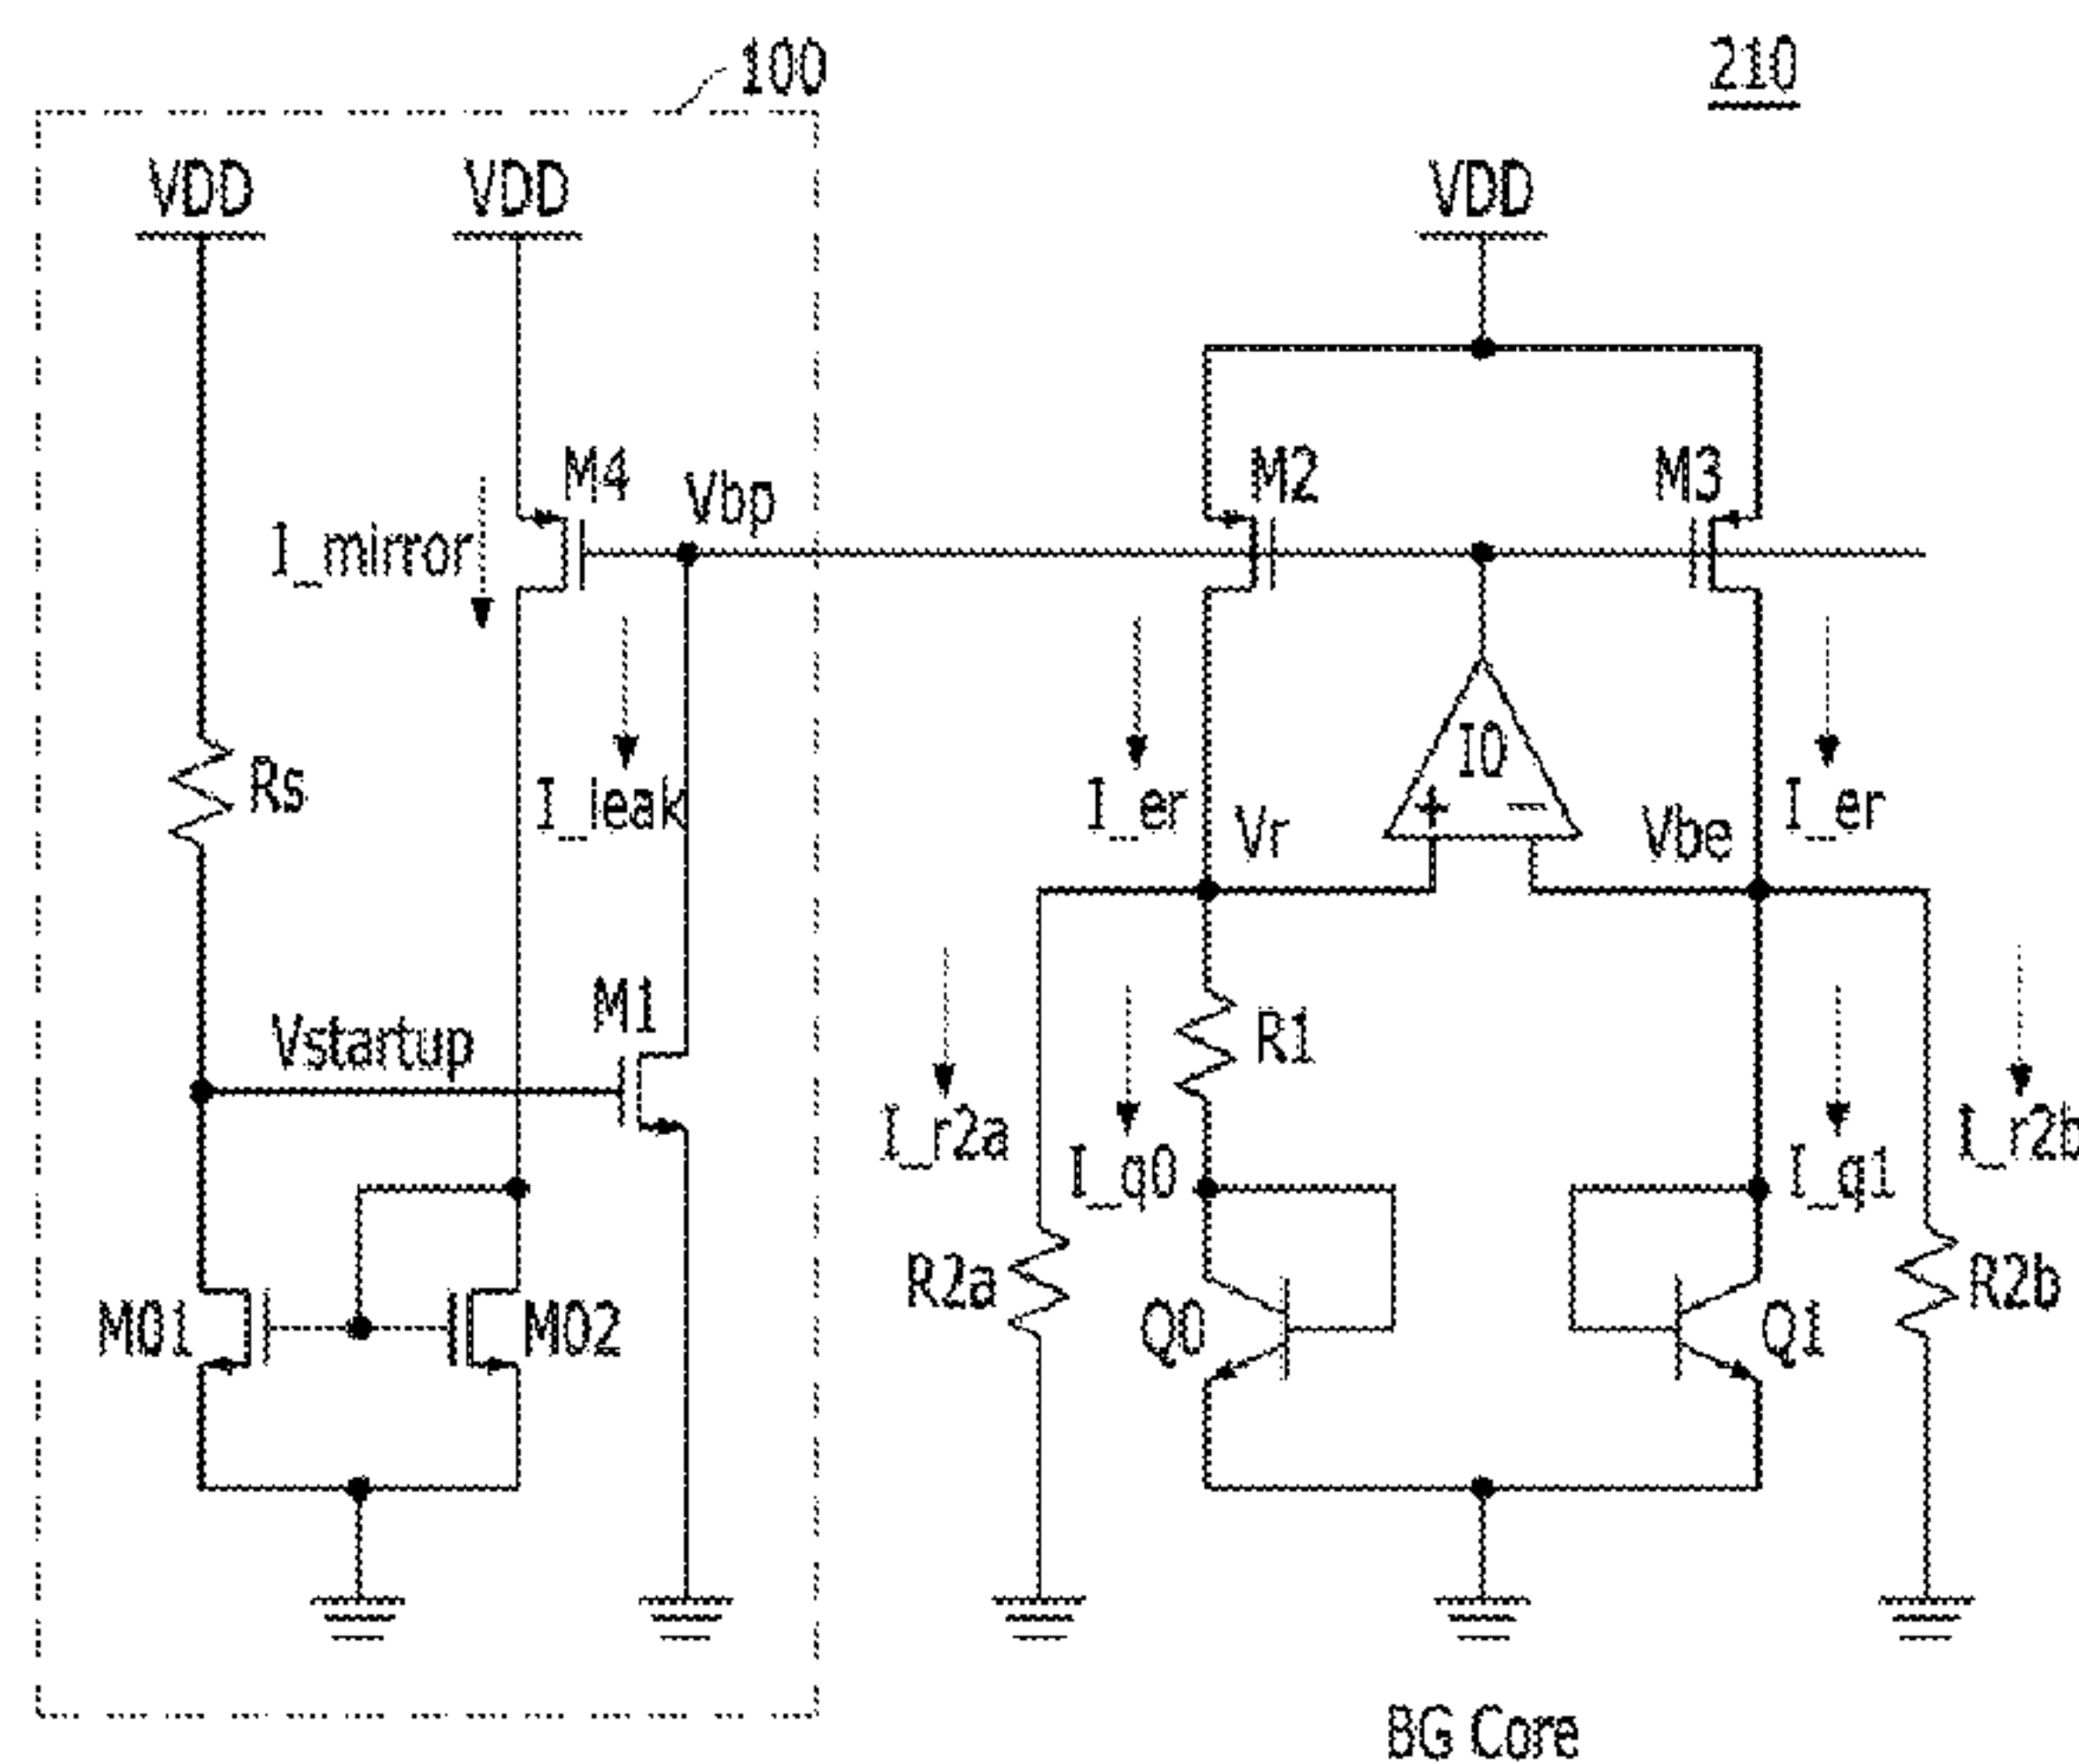 100
210
VDD
VDD
VDD
M4
Vbp
M2
M3
I_mirror
Rs
I_leak
I_er
Vr
I0
+
-
Vbe
I_er
M1
Vstartup
R1
I_r2a
I_q0
I_q1
I_r2b
M01
M02
R2a
Q0
Q1
R2b
BG Core